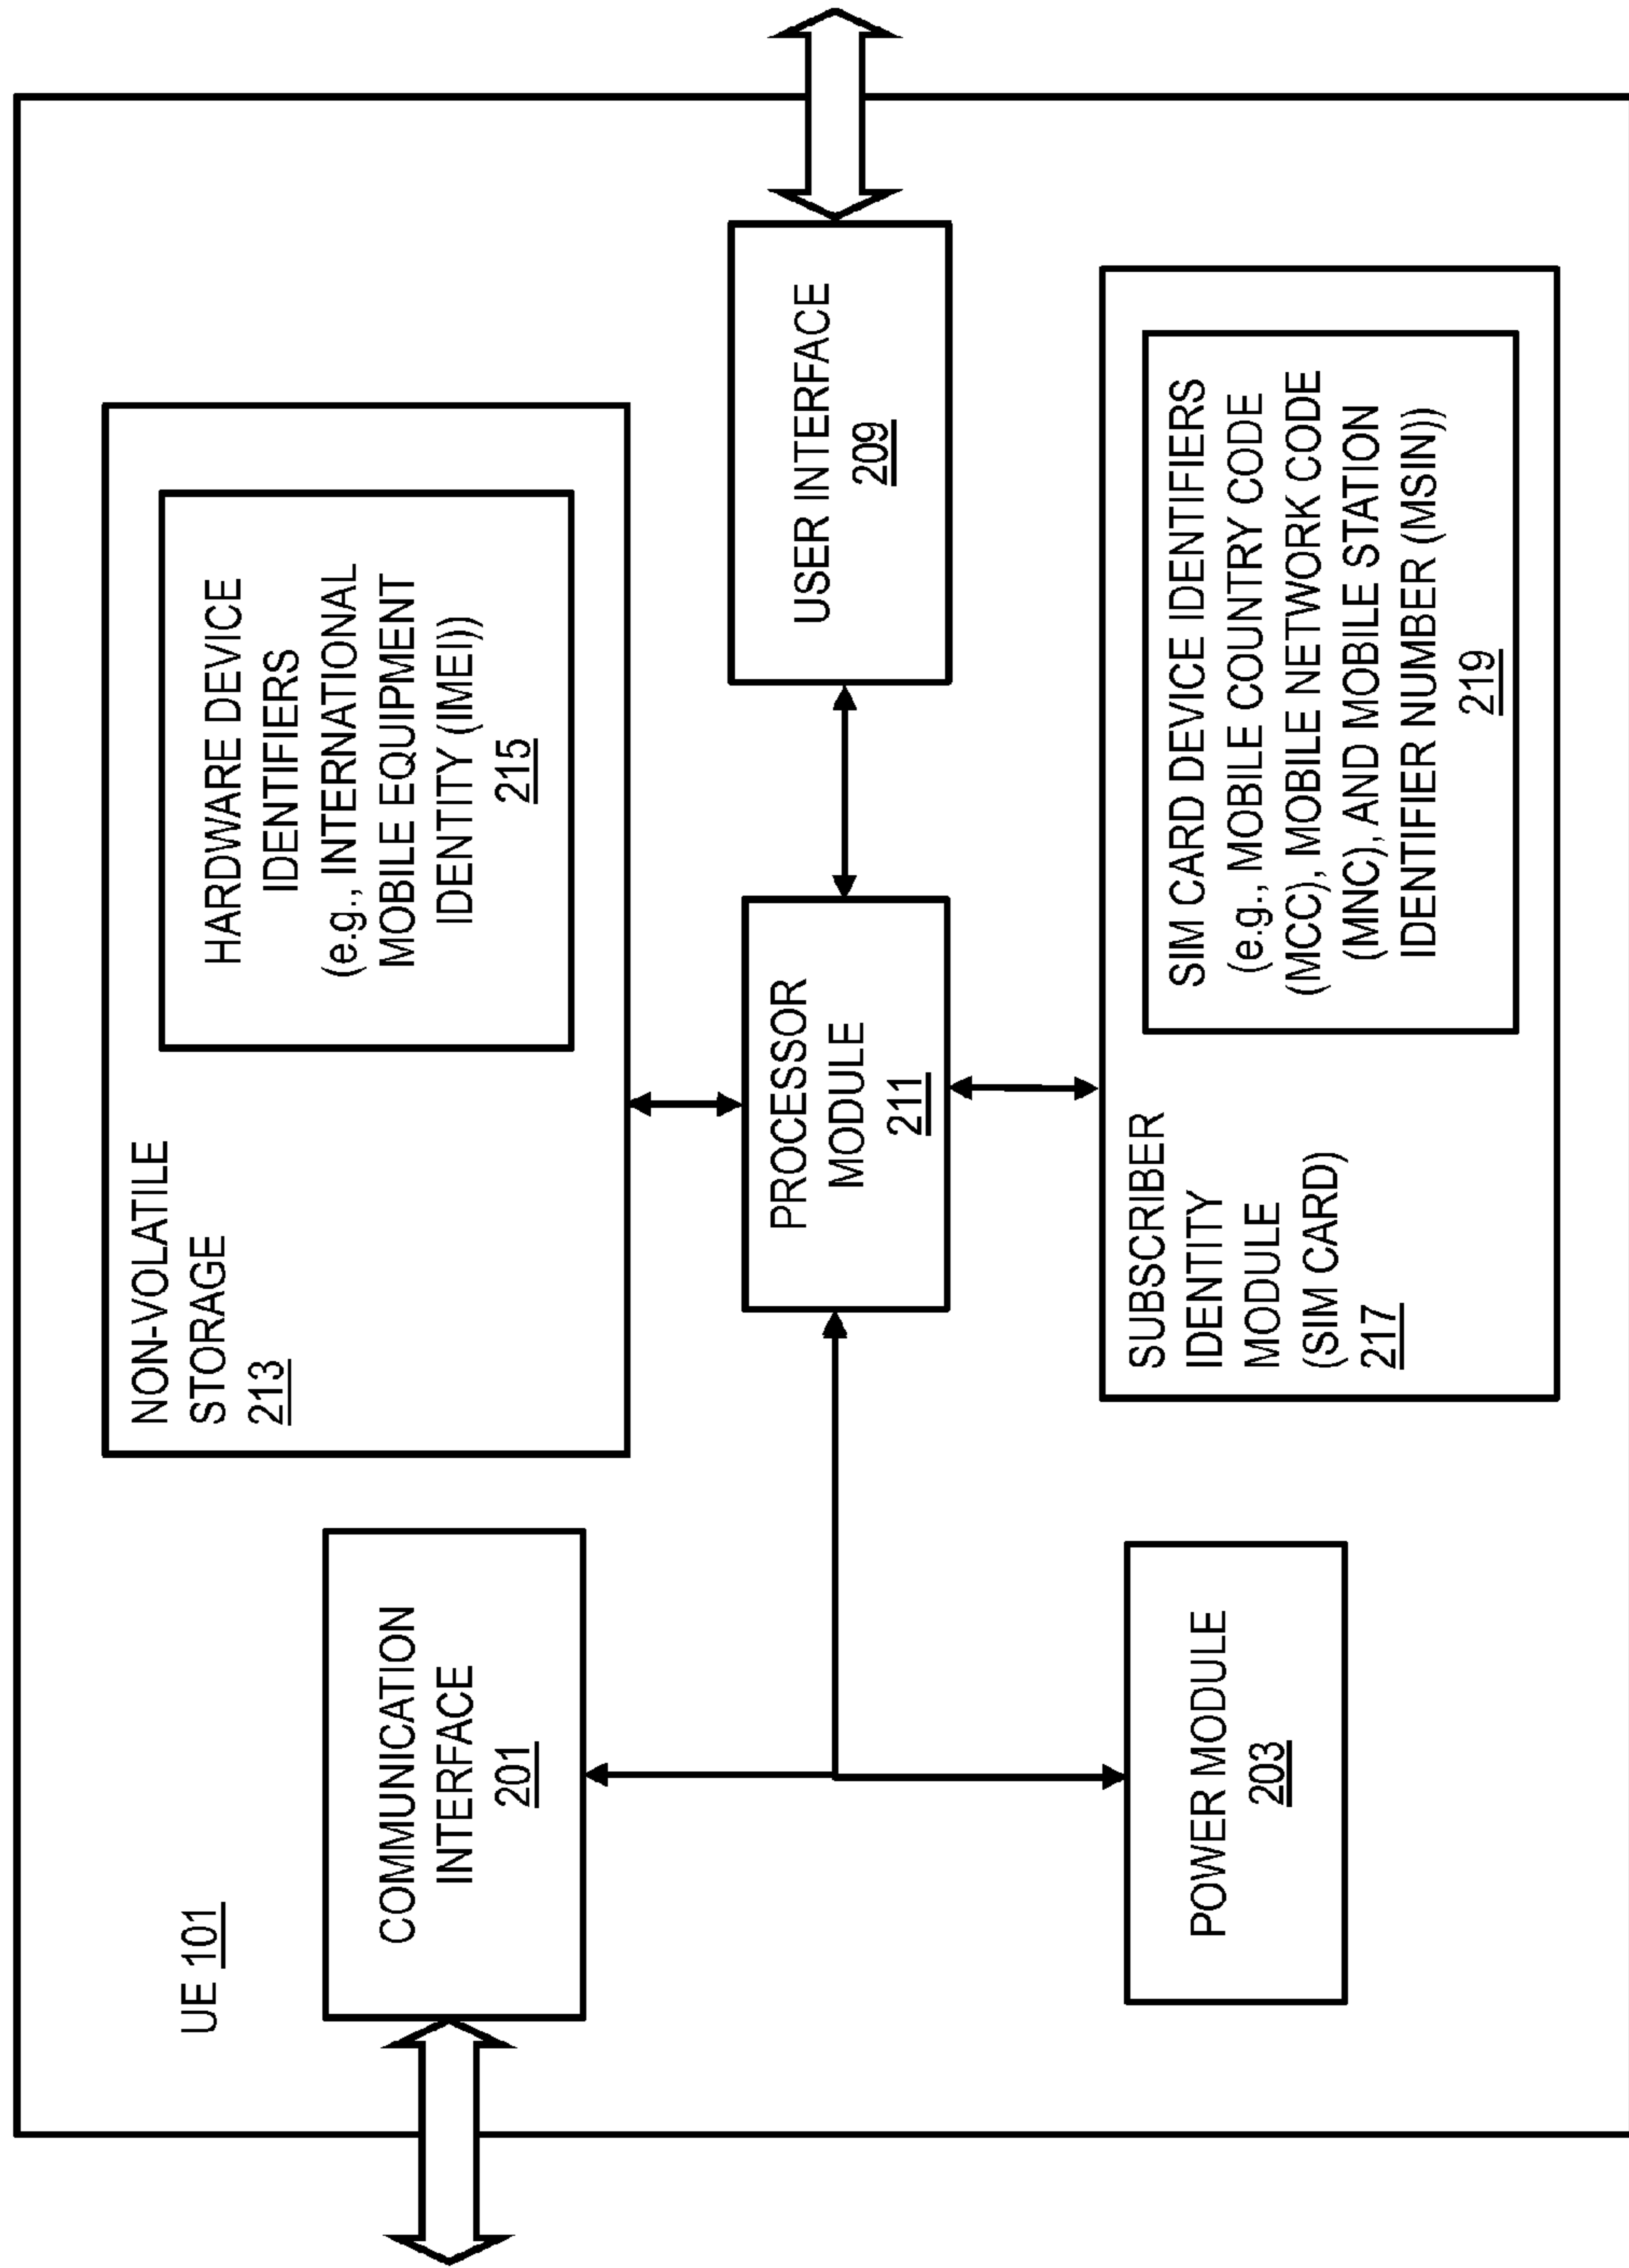 UE 101
COMMUNICATION
INTERFACE
201
POWER MODULE
203
NON-VOLATILE
STORAGE
213
HARDWARE DEVICE
IDENTIFIERS
(e.g., INTERNATIONAL
MOBILE EQUIPMENT
IDENTITY (IMEI))
215
PROCESSOR
MODULE
211
USER INTERFACE
209
SUBSCRIBER
IDENTITY
MODULE
(SIM CARD)
217
SIM CARD DEVICE IDENTIFIERS
(e.g., MOBILE COUNTRY CODE
(MCC), MOBILE NETWORK CODE
(MNC), AND MOBILE STATION
IDENTIFIER NUMBER (MSIN))
219